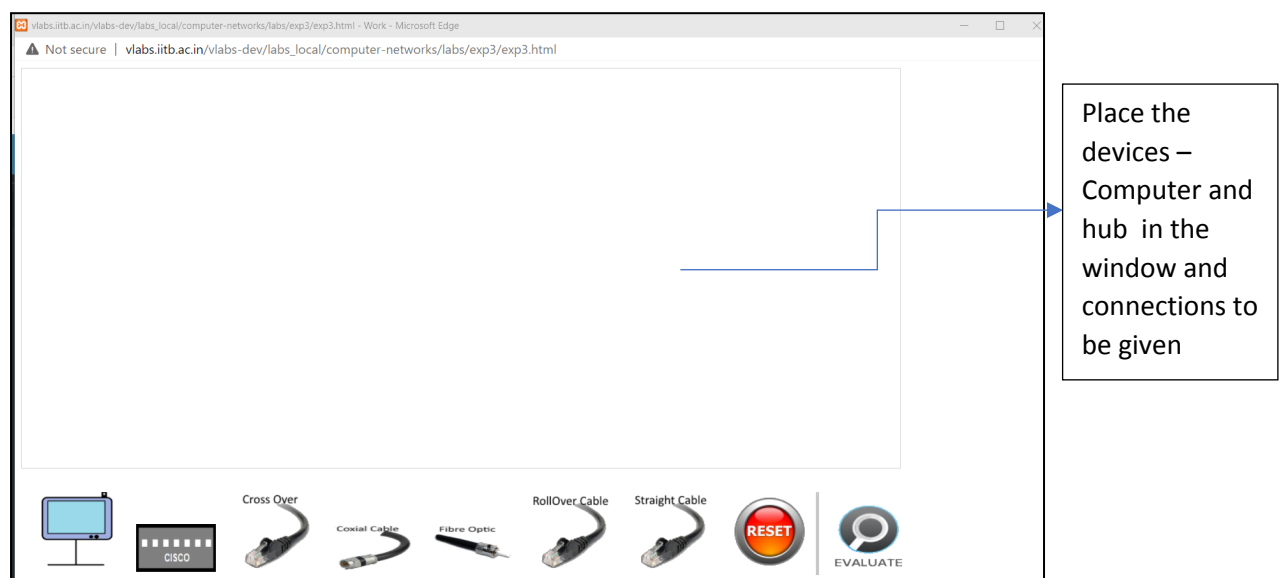 vlabs.iitb.ac.in/vlabs-dev/labs_local/computer-networks/labs/exp3/exp3.html - Work - Microsoft Edge
Not secure | vlabs.iitb.ac.in/vlabs-dev/labs_local/computer-networks/labs/exp3/exp3.html
Place the
devices –
Computer and
hub in the
window and
connections to
be given
Cross Over
Coxial Cable
Fibre Optic
RollOver Cable
Straight Cable
CISCO
RESET
EVALUATE